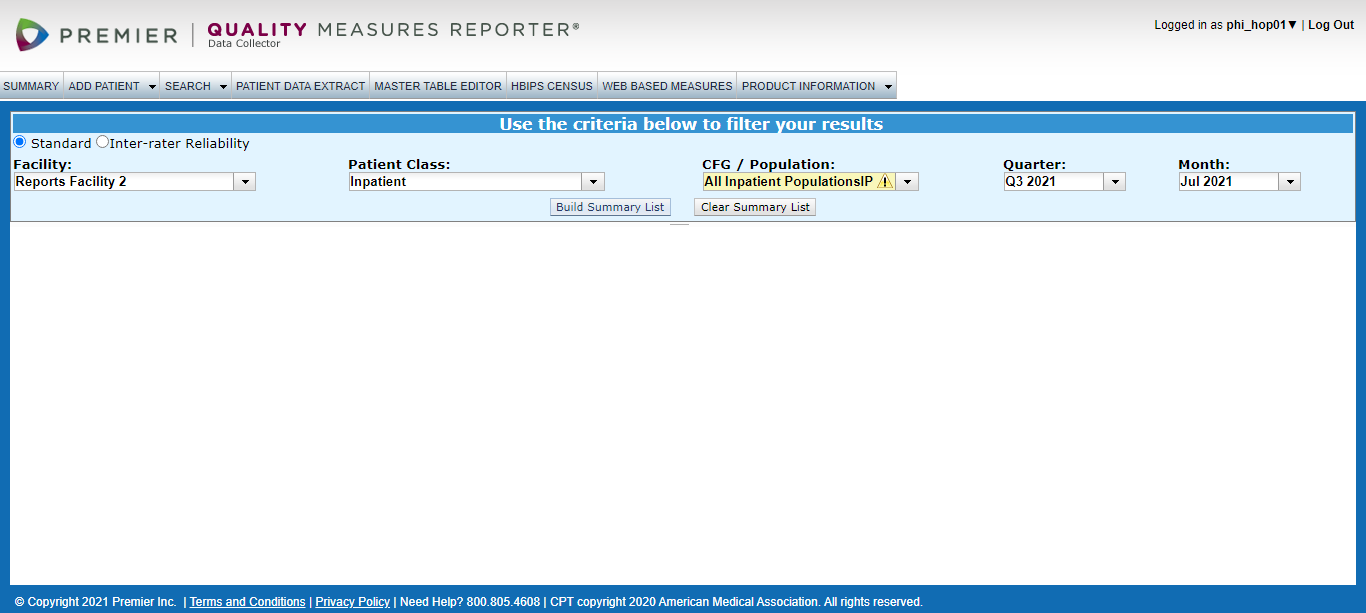 PREMIER | QUALITY MEASURES REPORTER®
Data Collector
Logged in as phi_hop01▼ | Log Out
SUMMARY ADD PATIENT SEARCH PATIENT DATA EXTRACT MASTER TABLE EDITOR HBIPS CENSUS WEB BASED MEASURES PRODUCT INFORMATION
Use the criteria below to filter your results
Standard Inter-rater Reliability
Facility: Patient Class: CFG / Population: Quarter: Month:
Reports Facility 2 Inpatient All Inpatient PopulationsIP Q3 2021 Jul 2021
Build Summary List Clear Summary List
© Copyright 2021 Premier Inc. | Terms and Conditions | Privacy Policy | Need Help? 800.805.4608 | CPT copyright 2020 American Medical Association. All rights reserved.